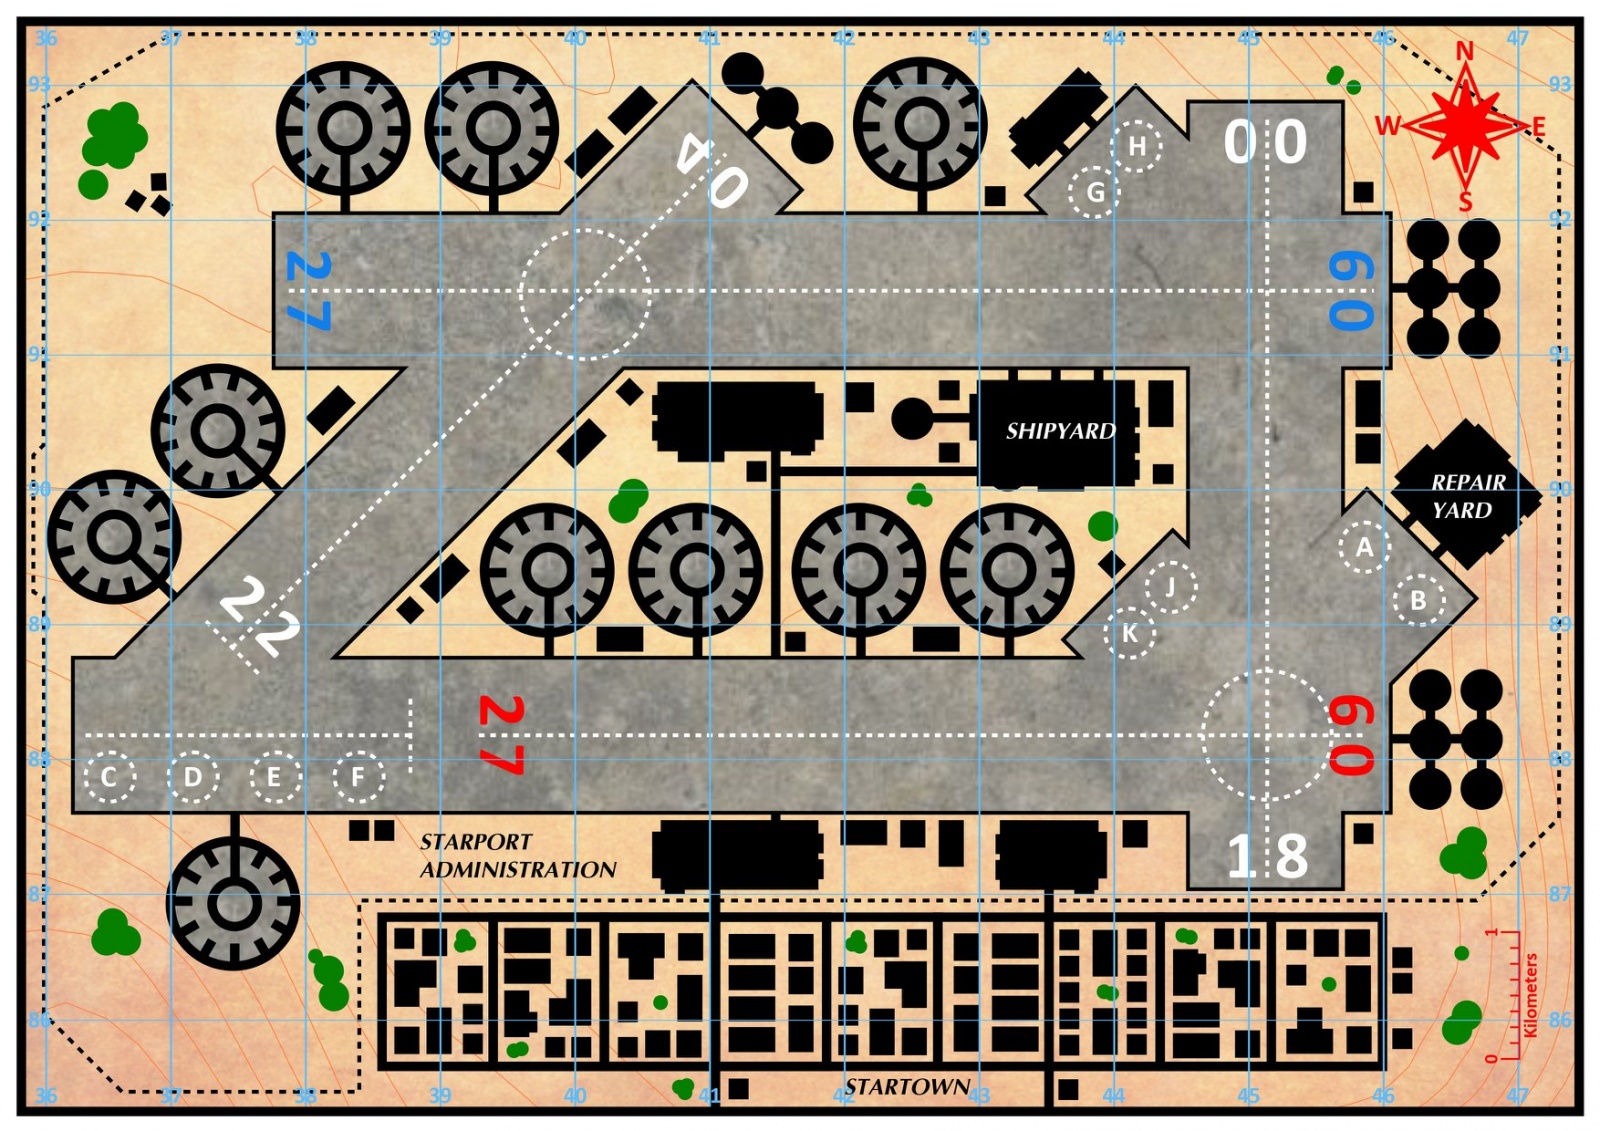 36 37 38 39 40 41 42 43 44 45 46 47
N
93 93
W E
H
00
04
G
S
92 92
27
09
91 91
SHIPYARD
REPAIR
YARD
90 90
A
J
B
22
K
89 89
27
09
88 88
C D E F
STARPORT
ADMINISTRATION
18
87 87
1
Kilometers
0
86 86
STARTOWN
36 37 38 39 40 41 42 43 44 45 46 47